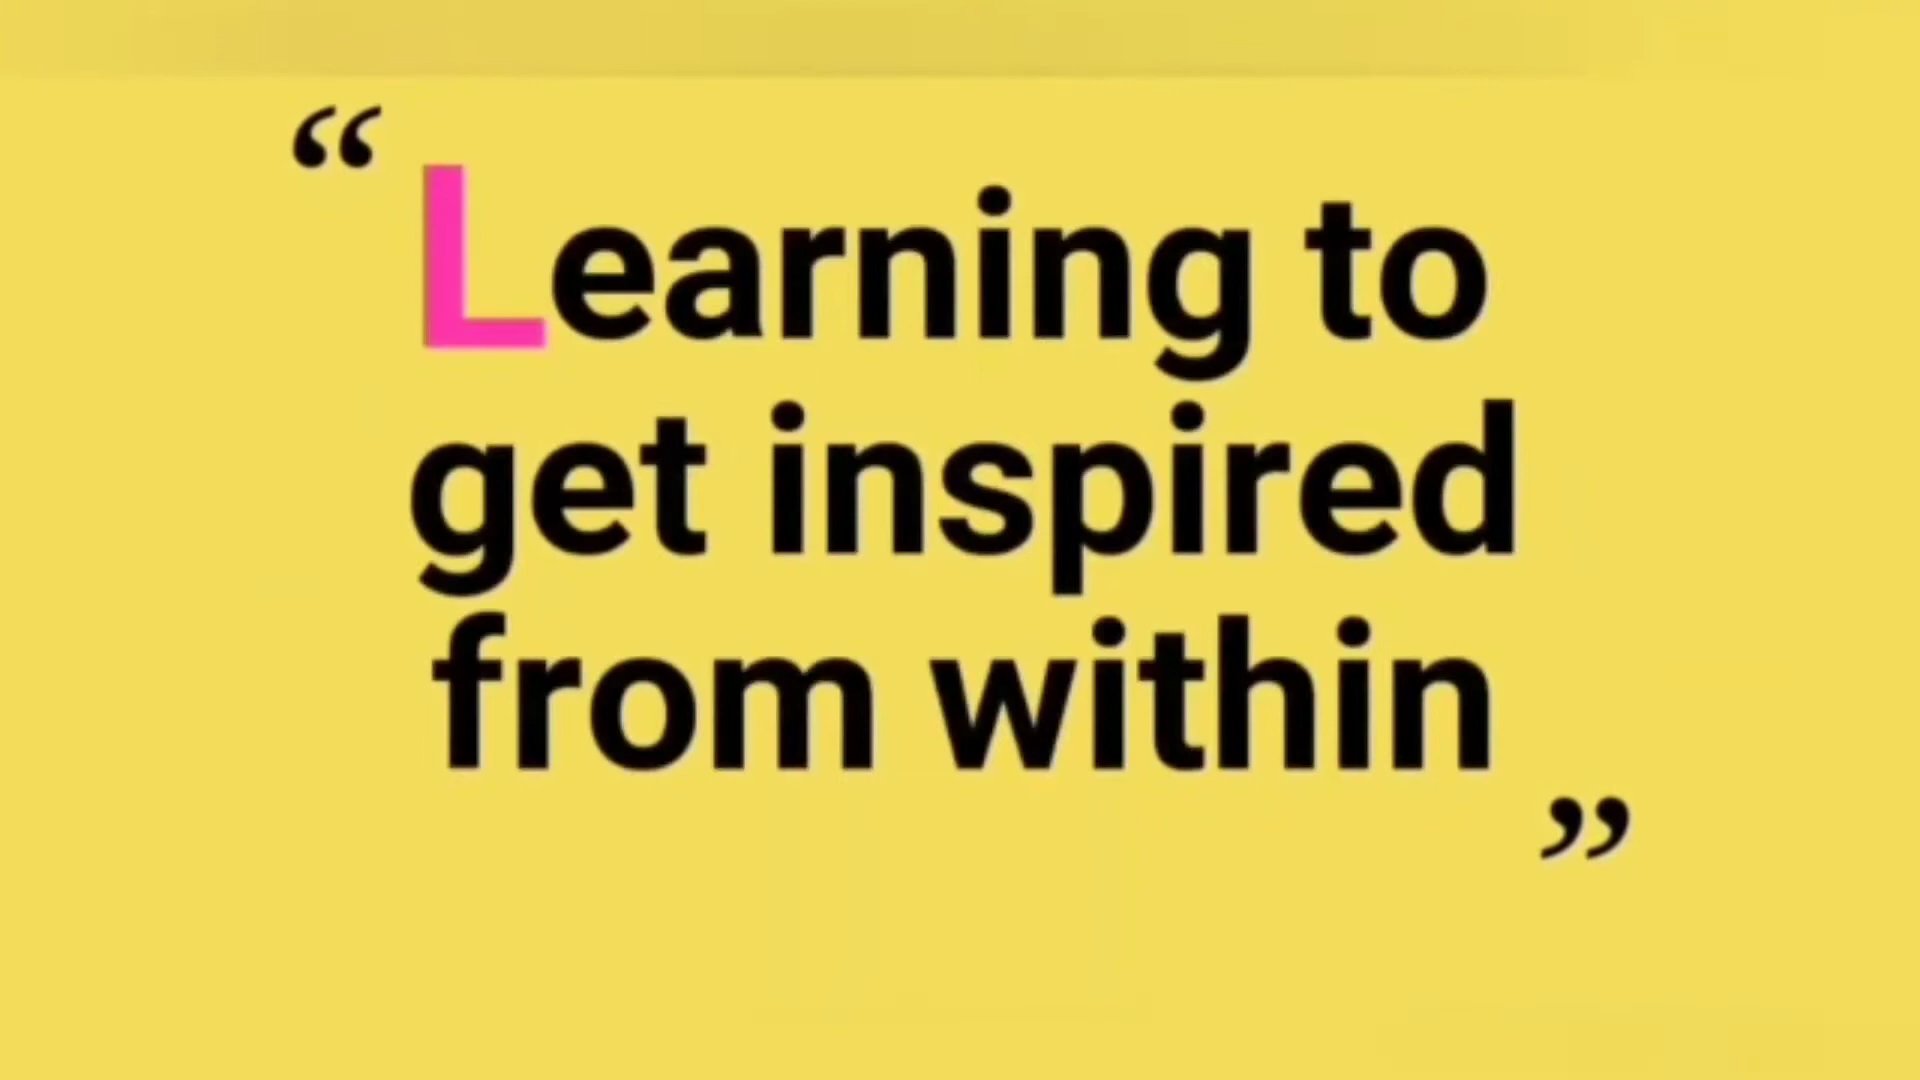 “Learning to
get inspired
from within”